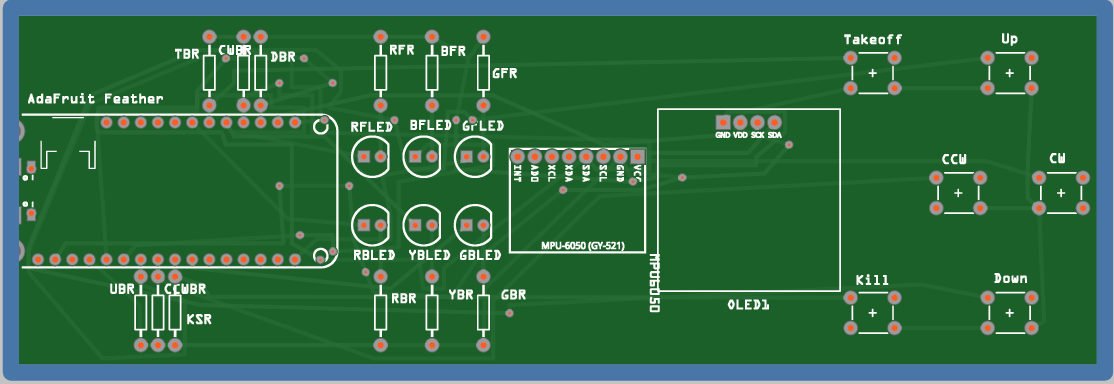 Takeoff
Up
TBR
CWBR
DBR
RFR
BFR
GFR
AdaFruit Feather
RFLED
BFLED
GFLED
GND VDD SCX SDA
CCW
CW
INT
ADO
XCL
XDA
SDA
SCL
GND
VCC
MPU-6050 (GY-521)
RBLED
YBLED
GBLED
MPU6050
OLED1
Kill
Down
UBR
CCWBR
KSR
RBR
YBR
GBR